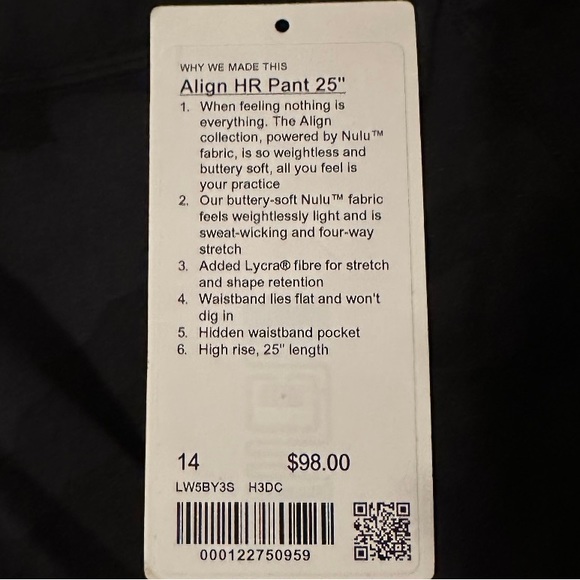 WHY WE MADE THIS
Align HR Pant 25"
1. When feeling nothing is
everything. The Align
collection, powered by Nulu™
fabric, is so weightless and
buttery soft, all you feel is
your practice
2. Our buttery-soft Nulu™ fabric
feels weightlessly light and is
sweat-wicking and four-way
stretch
3. Added Lycra® fibre for stretch
and shape retention
4. Waistband lies flat and won't
dig in
5. Hidden waistband pocket
6. High rise, 25" length
14 $98.00
LW5BY3S H3DC
000122750959